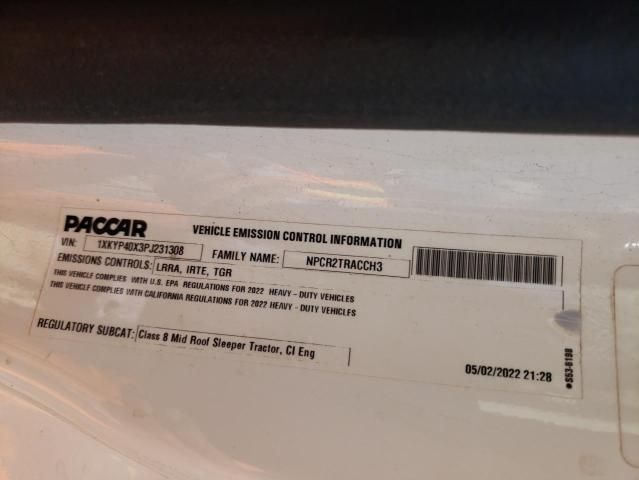 PACCAR VEHICLE EMISSION CONTROL INFORMATION
VIN: 1XKYP40X3PJ231308 FAMILY NAME: NPCR2TRACCH3
EMISSIONS CONTROLS: LRRA, IRTE, TGR
THIS VEHICLE COMPLIES WITH U.S. EPA REGULATIONS FOR 2022 HEAVY - DUTY VEHICLES
THIS VEHICLE COMPLIES WITH CALIFORNIA REGULATIONS FOR 2022 HEAVY - DUTY VEHICLES
REGULATORY SUBCAT: Class 8 Mid Roof Sleeper Tractor, CI Eng
05/02/2022 21:28
S53-6198